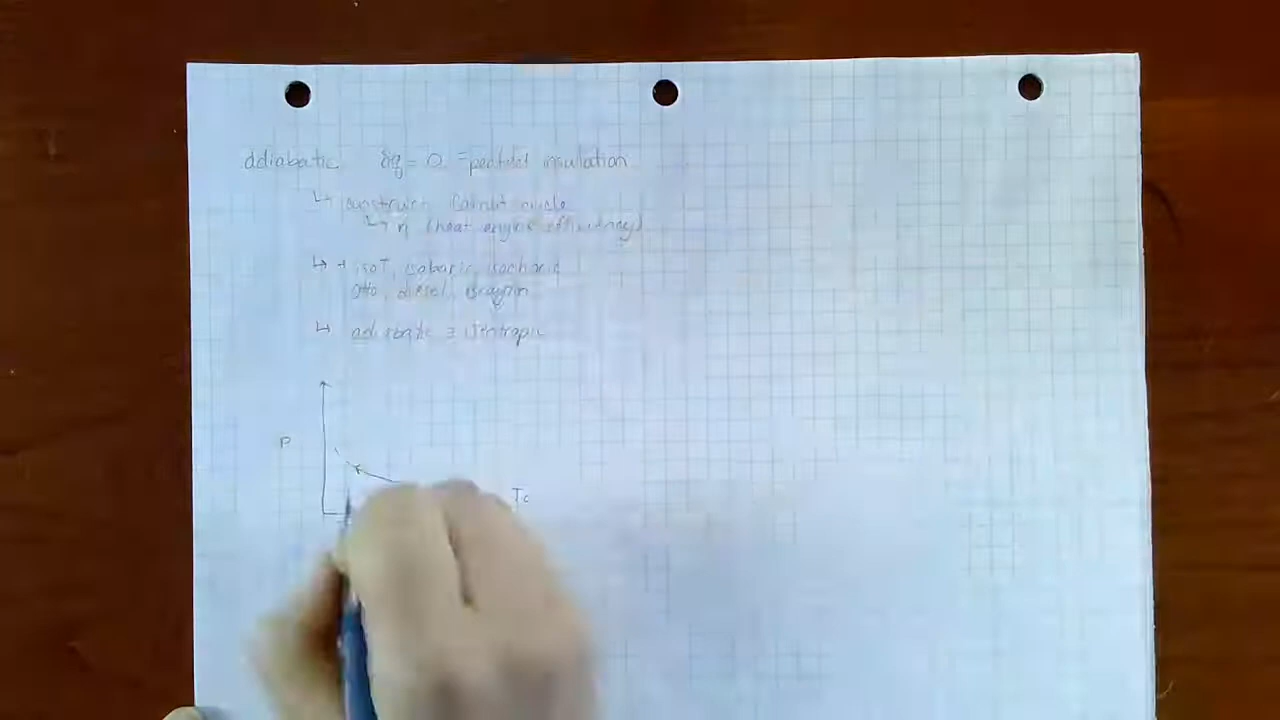 adiabatic δq = 0 = perfect insulation
↳ construct Carnot cycle
↳ η (heat engine efficiency)
↳ + isoT, isobaric, isochoric
otto, diesel, brayton
↳ adiabatic ≡ isentropic
P
Tc